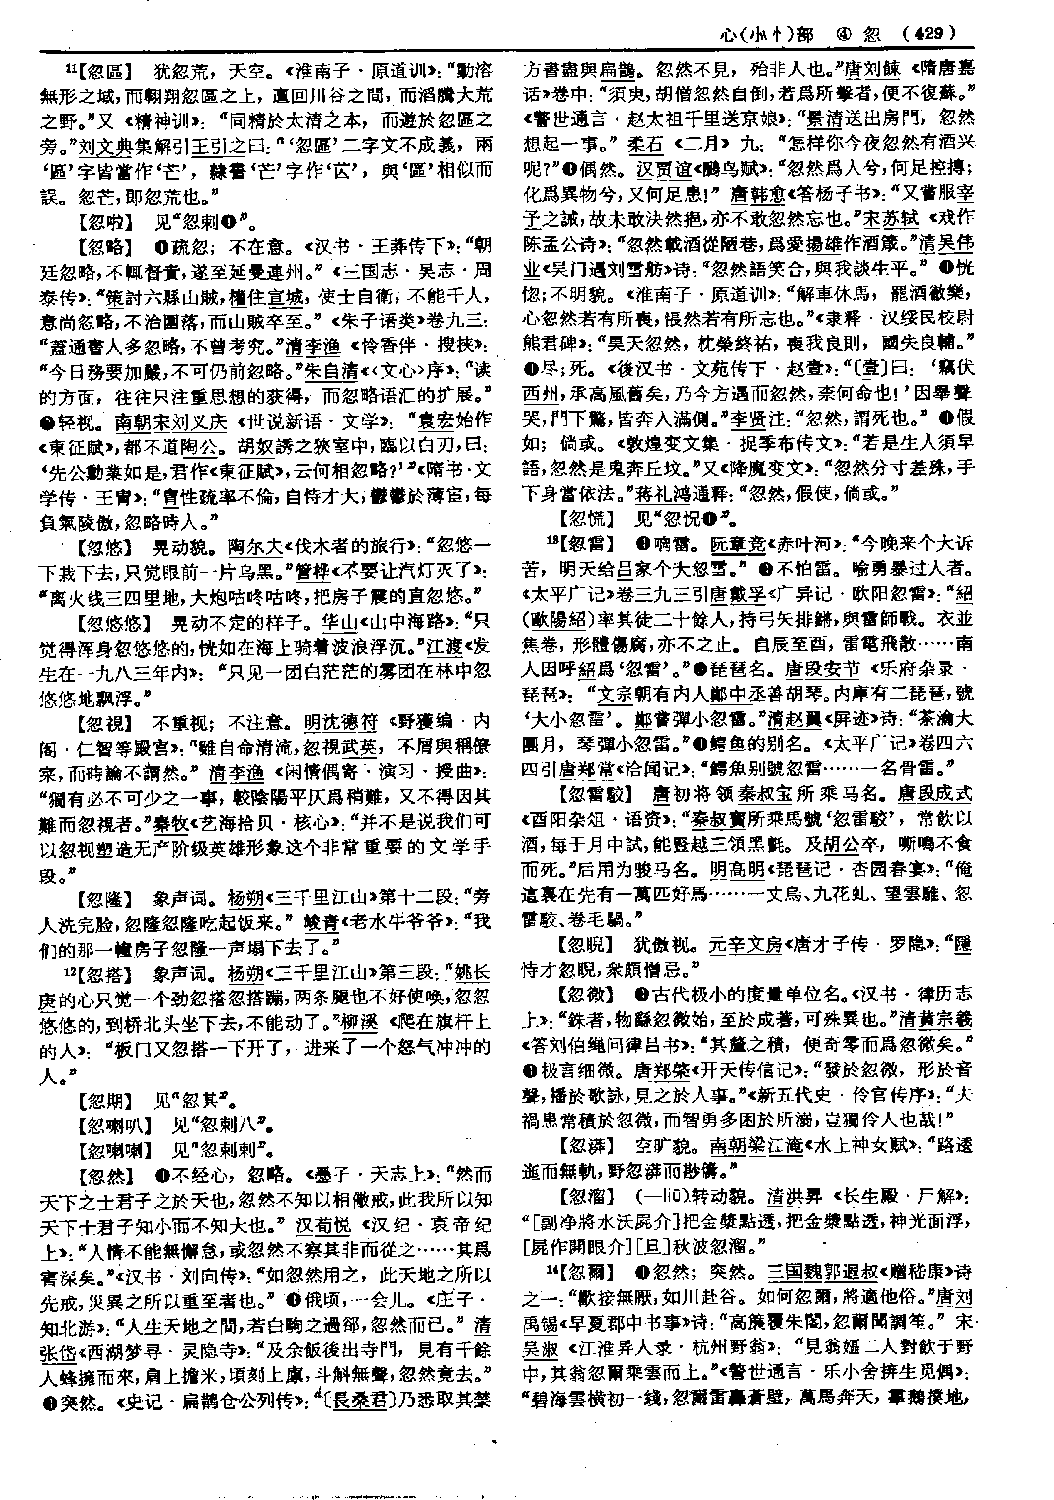 心(小忄)部　④ 忽　(429)
11【忽區】　犹忽荒，天空。《淮南子·原道训》：“動溶
無形之域，而翱翔忽區之上，邅回川谷之間，而滔騰大荒
之野。”又《精神训》：“同精於太清之本，而遊於忽區之
旁。”刘文典集解引王引之曰：“‘忽區’二字文不成義，兩
‘區’字皆當作‘芒’，隸書‘芒’字作‘𦬆’，與‘區’相似而
誤。忽芒，即忽荒也。”
【忽啦】　见“忽剌❶”。
【忽略】　❶疏忽；不在意。《汉书·王莽传下》：“朝
廷忽略，不輒督責，遂至延曼連州。”《三国志·吴志·周
泰传》：“策討六縣山賊，權住宣城，使士自衛，不能千人，
意尚忽略，不治圍落，而山賊卒至。”《朱子语类》卷九三：
“蓋通書人多忽略，不曾考究。”清李渔《怜香伴·搜挟》：
“今日務要加嚴，不可仍前忽略。”朱自清《〈文心〉序》：“读
的方面，往往只注重思想的获得，而忽略语汇的扩展。”
❷轻视。南朝宋刘义庆《世说新语·文学》：“袁宏始作
《東征賦》，都不道陶公。胡奴誘之狹室中，臨以白刃，曰：
‘先公勳業如是，君作《東征賦》，云何相忽略？’”《隋书·文
学传·王胄》：“胄性疏率不倫，自恃才大，鬱鬱於薄宦，每
負氣陵傲，忽略時人。”
【忽悠】　晃动貌。陶尔夫《伐木者的旅行》：“忽悠一
下栽下去，只觉眼前一片乌黑。”管桦《不要让汽灯灭了》：
“离火线三四里地，大炮咕咚咕咚，把房子震的直忽悠。”
【忽悠悠】　晃动不定的样子。华山《山中海路》：“只
觉得浑身忽悠悠的，恍如在海上骑着波浪浮沉。”江渡《发
生在一九八三年内》：“只见一团白茫茫的雾团在林中忽
悠悠地飘浮。”
【忽視】　不重视；不注意。明沈德符《野獲编·内
阁·仁智等殿官》：“雖自命清流，忽視武英，不屑與稱僚
寀，而時論不謂然。”清李渔《闲情偶寄·演习·授曲》：
“獨有必不可少之一事，較陰陽平仄爲稍難，又不得因其
難而忽視者。”秦牧《艺海拾贝·核心》：“并不是说我们可
以忽视塑造无产阶级英雄形象这个非常重要的文学手
段。”
【忽隆】　象声词。杨朔《三千里江山》第十二段：“旁
人洗完脸，忽隆忽隆吃起饭来。”峻青《老水牛爷爷》：“我
们的那一幢房子忽隆一声塌下去了。”
12【忽搭】　象声词。杨朔《三千里江山》第三段：“姚长
庚的心只觉一个劲忽搭忽搭蹦，两条腿也不好使唤，忽忽
悠悠的，到桥北头坐下去，不能动了。”柳溪《爬在旗杆上
的人》：“板门又忽搭一下开了，进来了一个怒气冲冲的
人。”
【忽期】　见“忽其”。
【忽喇叭】　见“忽剌八”。
【忽喇喇】　见“忽剌剌”。
【忽然】　❶不经心，忽略。《墨子·天志上》：“然而
天下之士君子之於天也，忽然不知以相儆戒，此我所以知
天下士君子知小而不知大也。”汉荀悦《汉纪·哀帝纪
上》：“人情不能無懈怠，或忽然不察其非而從之……其爲
害深矣。”《汉书·刘向传》：“如忽然用之，此天地之所以
先戒，災異之所以重至者也。”❷俄顷，一会儿。《庄子·
知北游》：“人生天地之間，若白駒之過郤，忽然而已。”清
张岱《西湖梦寻·灵隐寺》：“及余飯後出寺門，見有千餘
人蜂擁而來，肩上擔米，頃刻上廩，斗斛無聲，忽然竟去。”
❸突然。《史记·扁鹊仓公列传》：“〔長桑君〕乃悉取其禁
方書盡與扁鵲。忽然不見，殆非人也。”唐刘餗《隋唐嘉
话》卷中：“須臾，胡僧忽然自倒，若爲所擊者，便不復蘇。”
《警世通言·赵太祖千里送京娘》：“景清送出房門，忽然
想起一事。”柔石《二月》九：“怎样你今夜忽然有酒兴
呢？”❹偶然。汉贾谊《鵩鸟赋》：“忽然爲人兮，何足控摶；
化爲異物兮，又何足患！”唐韩愈《答杨子书》：“又嘗服宰
予之誡，故未敢決然挹，亦不敢忽然忘也。”宋苏轼《戏作
陈孟公诗》：“忽然載酒從陋巷，爲愛揚雄作酒箴。”清吴伟
业《吴门遇刘雪舫》诗：“忽然語笑合，與我談生平。”❺恍
惚；不明貌。《淮南子·原道训》：“解車休馬，罷酒徹樂，
心忽然若有所喪，悵然若有所忘也。”《隶释·汉绥民校尉
熊君碑》：“昊天忽然，枕榮終祐，喪我良則，國失良輔。”
❻尽；死。《後汉书·文苑传下·赵壹》：“〔壹〕曰：‘竊伏
西州，承高風舊矣，乃今方遇而忽然，柰何命也！’因舉聲
哭，門下驚，皆奔入滿側。”李贤注：“忽然，謂死也。”❼假
如；倘或。《敦煌变文集·捉季布传文》：“若是生人須早
語，忽然是鬼奔丘坟。”又《降魔变文》：“忽然分寸差殊，手
下身當依法。”蒋礼鸿通释：“忽然，假使，倘或。”
【忽慌】　见“忽怳❶”。
13【忽雷】　❶响雷。阮章竞《赤叶河》：“今晚来个大诉
苦，明天给吕家个大忽雷。”❷不怕雷。喻勇暴过人者。
《太平广记》卷三九三引唐戴孚《广异记·欧阳忽雷》：“紹
(歐陽紹)率其徒二十餘人，持弓矢排鏘，與雷師戰。衣並
焦卷，形體傷腐，亦不之止。自辰至酉，雷電飛散……南
人因呼紹爲‘忽雷’。”❸琵琶名。唐段安节《乐府杂录·
琵琶》：“文宗朝有内人鄭中丞善胡琴。内庫有二琵琶，號
‘大小忽雷’。鄭嘗彈小忽雷。”清赵翼《屏迹》诗：“茶瀹大
團月，琴彈小忽雷。”❹鳄鱼的别名。《太平广记》卷四六
四引唐郑常《洽闻记》：“鱷魚别號忽雷……一名骨雷。”
【忽雷駮】　唐初将领秦叔宝所乘马名。唐段成式
《酉阳杂俎·语资》：“秦叔寶所乘馬號‘忽雷駮’，常飲以
酒，每于月中試，能豎越三領黑氈。及胡公卒，嘶鳴不食
而死。”后用为骏马名。明高明《琵琶记·杏园春宴》：“俺
這裏在先有一萬匹好馬……一丈烏、九花虬、望雲騅、忽
雷駮、卷毛騧。
【忽睨】　犹傲视。元辛文房《唐才子传·罗隐》：“隱
恃才忽睨，衆頗憎忌。”
【忽微】　❶古代极小的度量单位名。《汉书·律历志
上》：“銖者，物繇忽微始，至於成著，可殊異也。”清黄宗羲
《答刘伯绳问律吕书》：“其釐之積，便奇零而爲忽微矣。”
❷极言细微。唐郑棨《开天传信记》：“發於忽微，形於音
聲，播於歌詠，見之於人事。”《新五代史·伶官传序》：“夫
禍患常積於忽微，而智勇多困於所溺，豈獨伶人也哉！”
【忽漭】　空旷貌。南朝梁江淹《水上神女赋》：“路逶
迤而無軌，野忽漭而尠儔。”
【忽溜】　(—liū)转动貌。清洪昇《长生殿·尸解》：
“[副净將水沃屍介]把金漿點透，把金漿點透，神光面浮，
[屍作開眼介][旦]秋波忽溜。”
14【忽爾】　❶忽然；突然。三国魏郭遐叔《赠嵇康》诗
之一：“歡接無厭，如川赴谷。如何忽爾，將適他俗。”唐刘
禹锡《早夏郡中书事》诗：“高簾覆朱閣，忽爾聞調笙。”宋
吴淑《江淮异人录·杭州野翁》：“見翁嫗二人對飲于野
中，其翁忽爾乘雲而上。”《警世通言·乐小舍拚生觅偶》：
“碧海雲橫初一綫，忽爾雷轟蒼璧，萬馬奔天，羣鵝撲地，